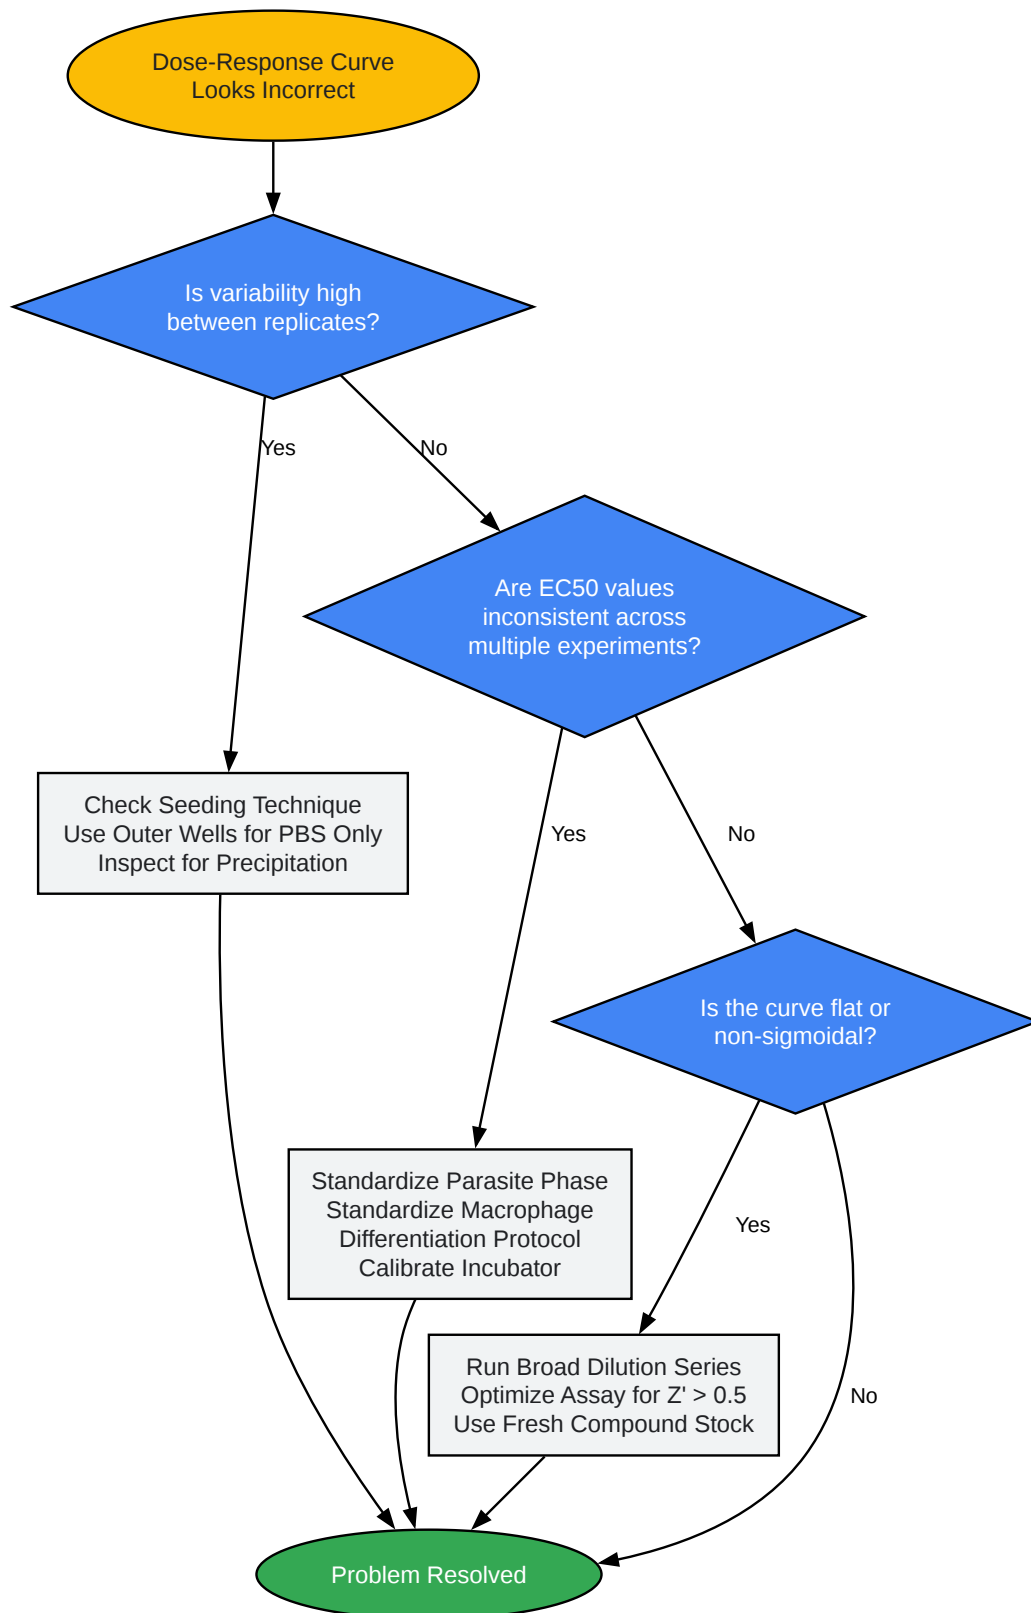 Dose-Response Curve
Looks Incorrect
Is variability high
between replicates?
Yes
No
Are EC50 values
inconsistent across
multiple experiments?
Check Seeding Technique
Use Outer Wells for PBS Only
Inspect for Precipitation
Yes
No
Is the curve flat or
non-sigmoidal?
Standardize Parasite Phase
Standardize Macrophage
Differentiation Protocol
Calibrate Incubator
Yes
Run Broad Dilution Series
Optimize Assay for Z' > 0.5
Use Fresh Compound Stock
No
Problem Resolved